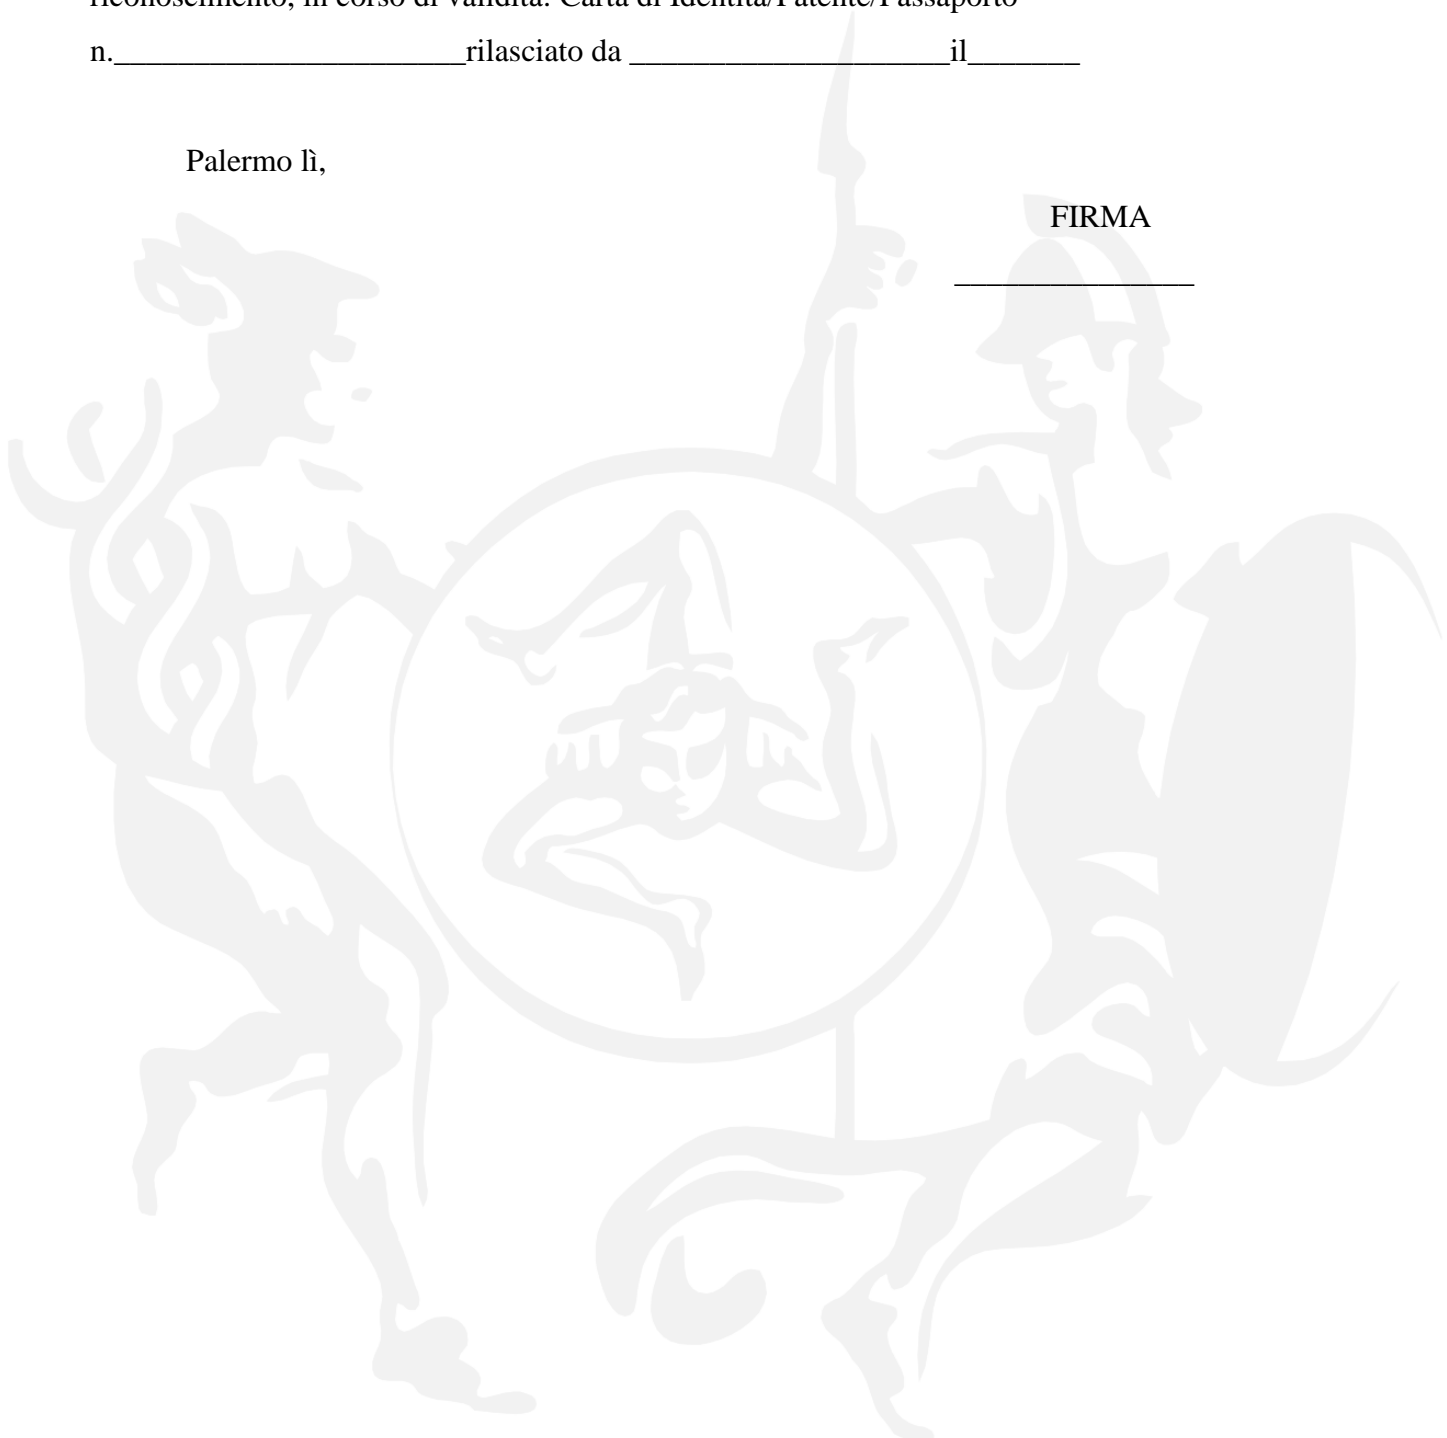 riconoscimento, in corso di validità: Carta di Identità/Patente/Passaporto
n.______________________rilasciato da ____________________il_______
Palermo lì,
FIRMA
_______________